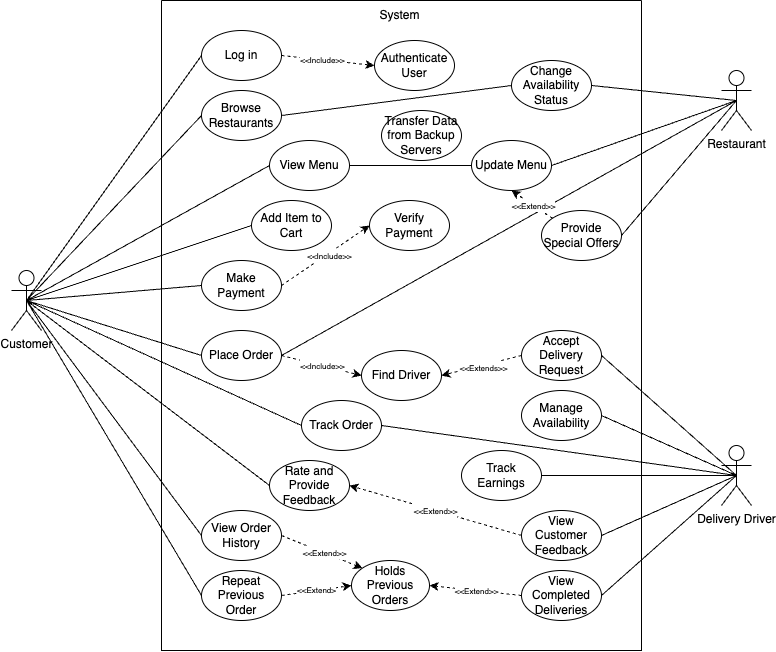 System
Log in
<<Include>>
Authenticate
User
Change
Availability
Status
Browse
Restaurants
Transfer Data
from Backup
Servers
Restaurant
View Menu
Update Menu
<<Extend>>
Add Item to
Cart
Verify
Payment
Provide
Special Offers
<<Include>>
Make
Payment
Customer
Place Order
<<Include>>
Find Driver
<<Extends>>
Accept
Delivery
Request
Manage
Availability
Track Order
Rate and
Provide
Feedback
Track
Earnings
<<Extend>>
Delivery Driver
View Order
History
View
Customer
Feedback
<<Extend>>
Holds
Previous
Orders
Repeat
Previous
Order
<<Extend>
<<Extend>>
View
Completed
Deliveries